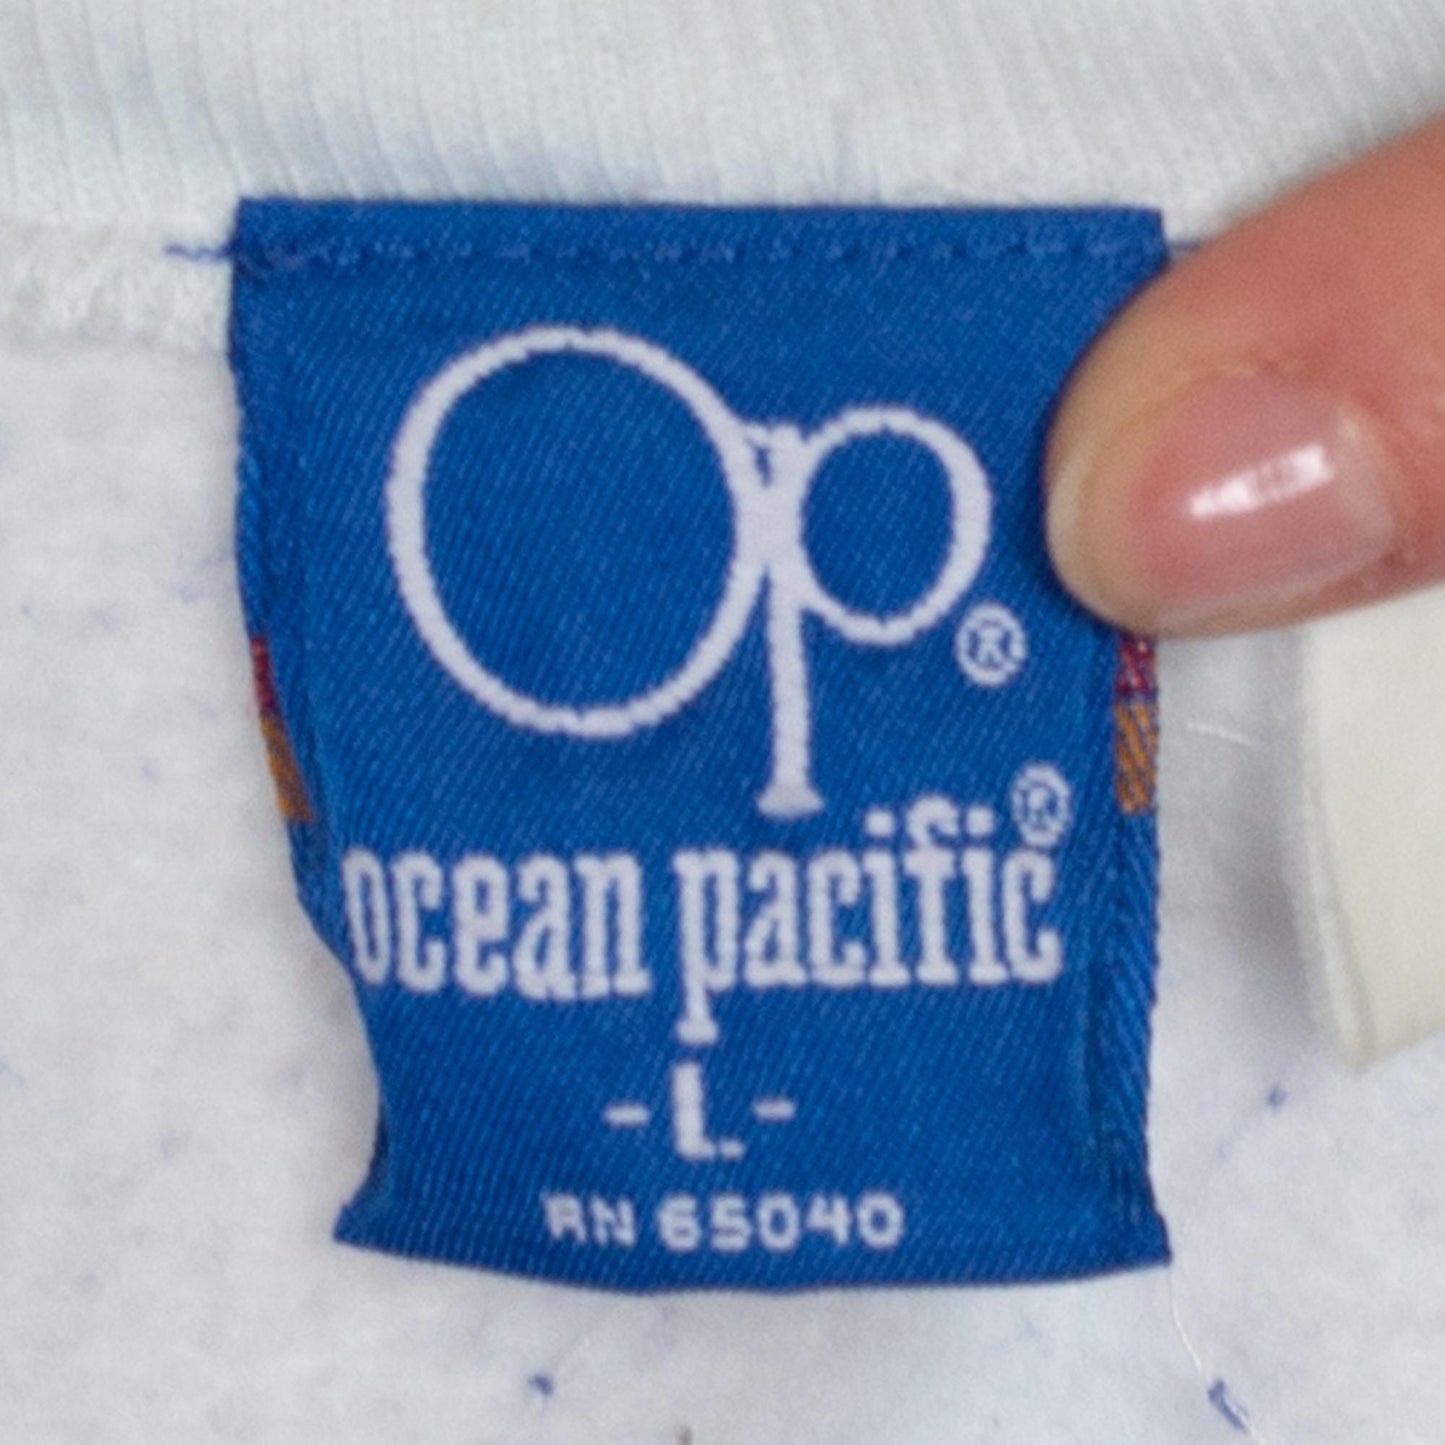 Op®
ocean pacific®
-L-
RN 65040